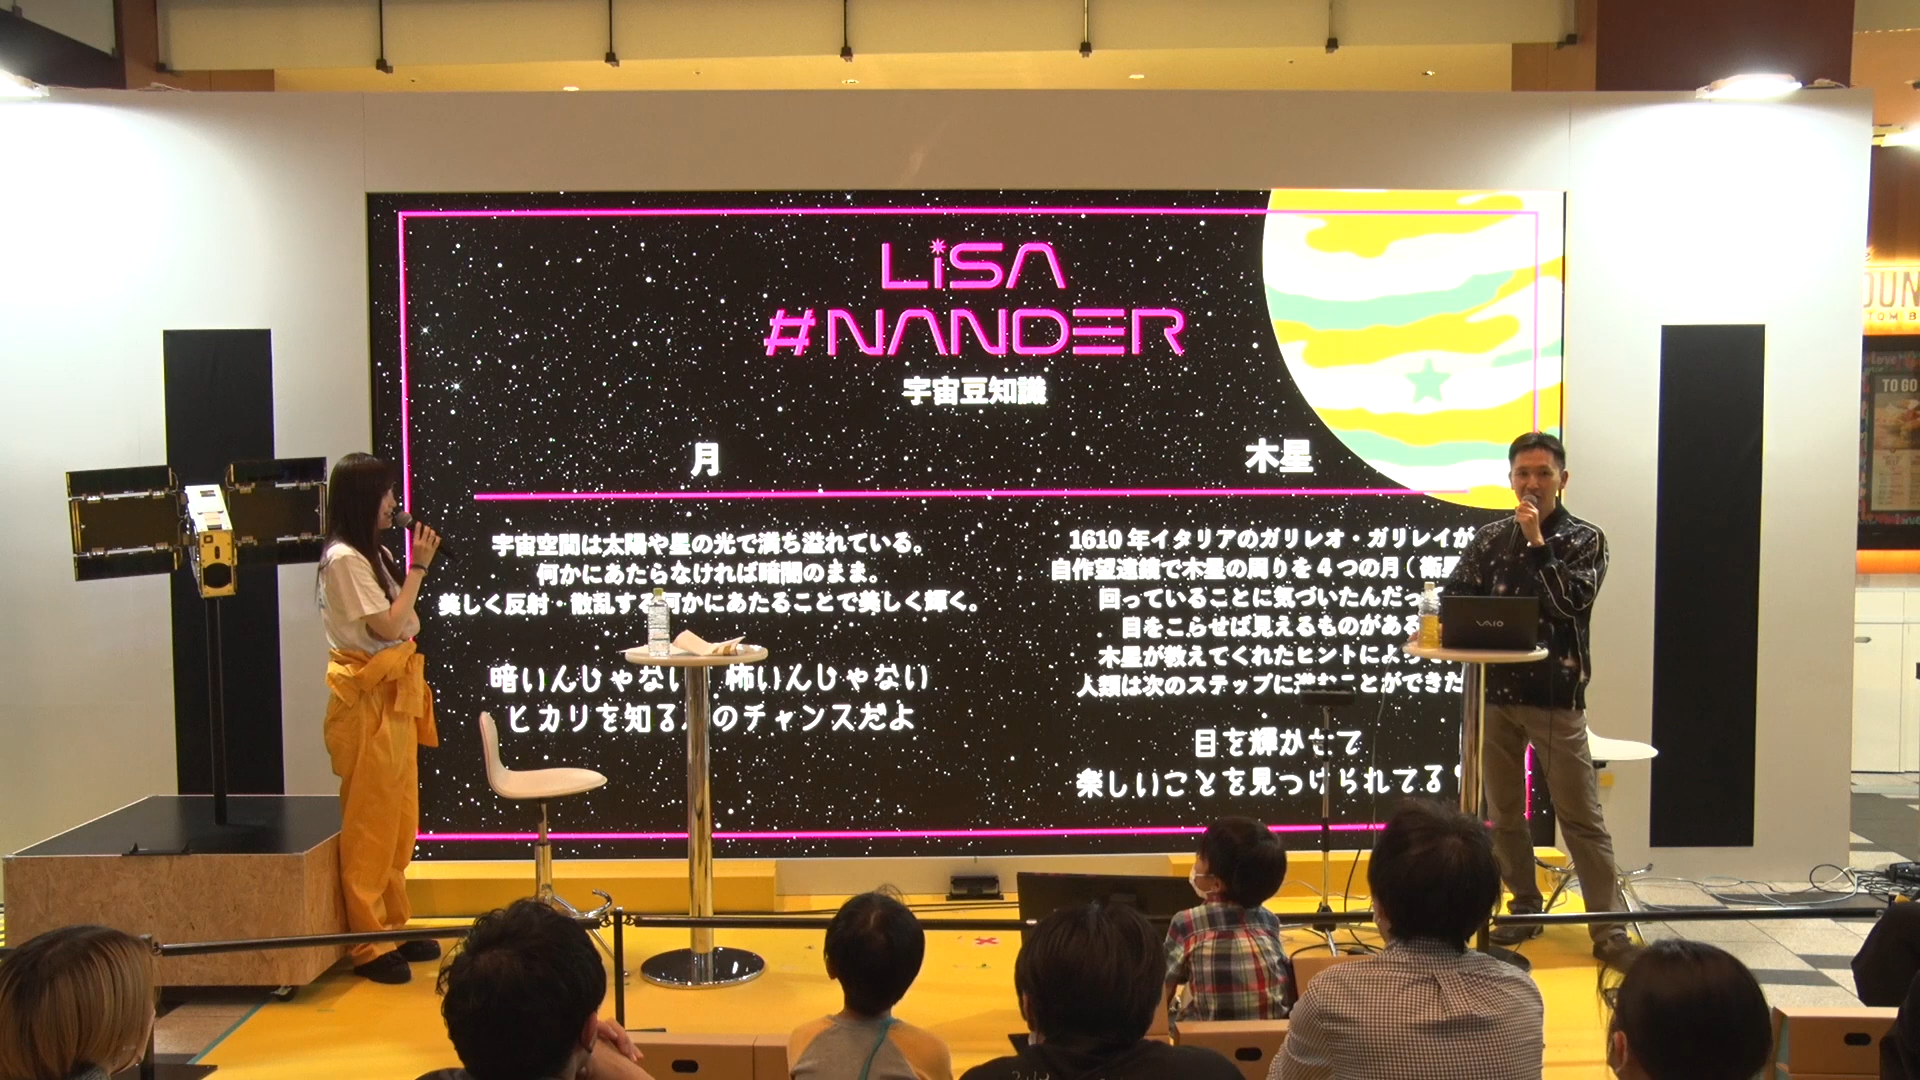 LiSA
#NANDER
宇宙豆知識
月
宇宙空間は太陽や星の光で満ち溢れている。
何かにあたらなければ暗闇のまま。
美しく反射・散乱する何かにあたることで美しく輝く。
暗いんじゃない 怖いんじゃない
ヒカリを知る のチャンスだよ
木星
1610年イタリアのガリレオ・ガリレイが
自作望遠鏡で木星の周りを4つの月(衛星
回っていることに気づいたんだっ
目をこらせば見えるものがある
木星が教えてくれたヒントによって
人類は次のステップに進むことができた
目を輝かせて
楽しいことを見つけられてる?
VAIO
TO GO